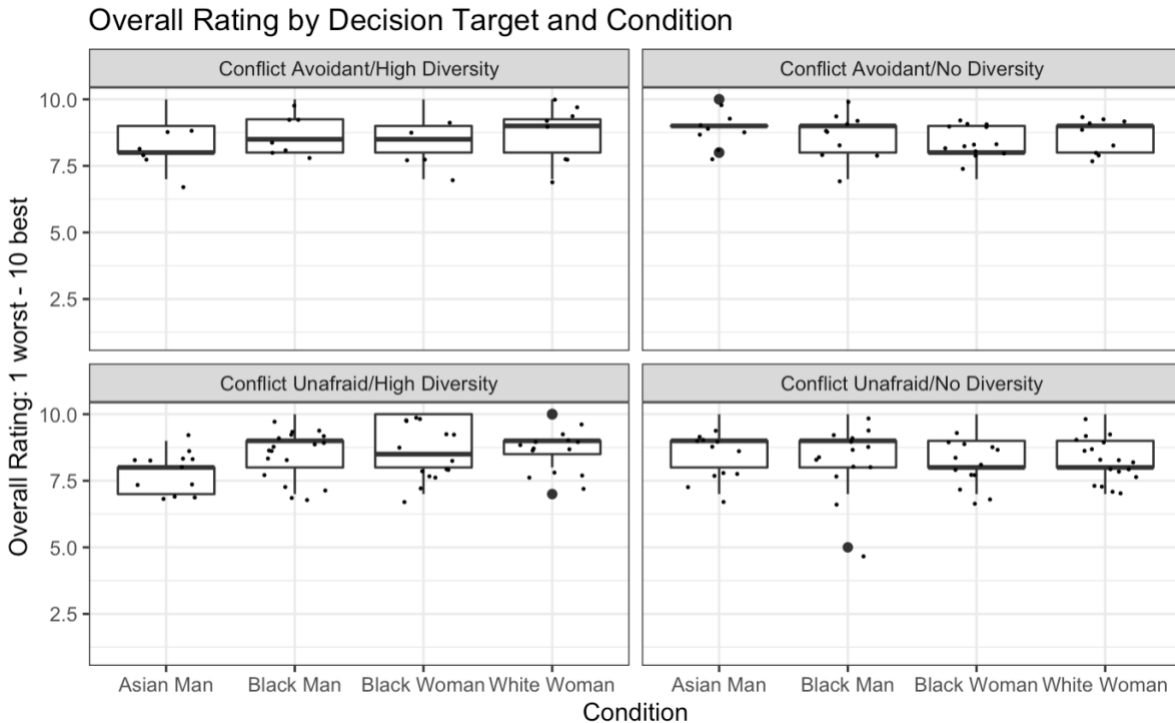 Overall Rating by Decision Target and Condition
Conflict Avoidant/High Diversity
Conflict Avoidant/No Diversity
10.0
7.5
5.0
2.5
Overall Rating: 1 worst - 10 best
Conflict Unafraid/High Diversity
Conflict Unafraid/No Diversity
10.0
7.5
5.0
2.5
Asian Man Black Man Black Woman White Woman
Asian Man Black Man Black Woman White Woman
Condition